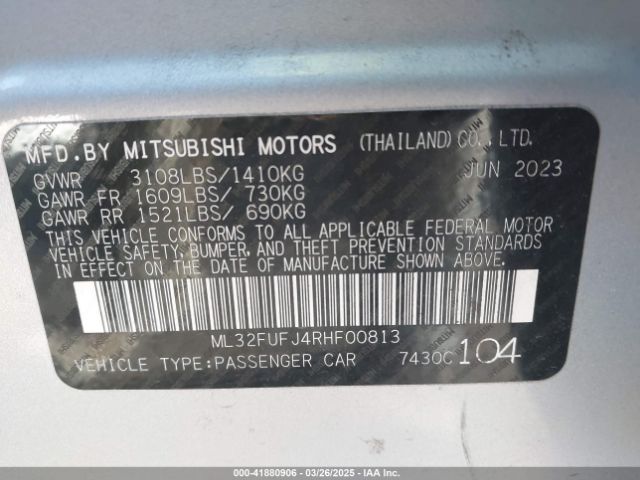 MFD.BY MITSUBISHI MOTORS (THAILAND) CO., LTD.
GVWR 3108LBS/1410KG JUN 2023
GAWR FR 1609LBS/ 730KG
GAWR RR 1521LBS/ 690KG
THIS VEHICLE CONFORMS TO ALL APPLICABLE FEDERAL MOTOR
VEHICLE SAFETY, BUMPER, AND THEFT PREVENTION STANDARDS
IN EFFECT ON THE DATE OF MANUFACTURE SHOWN ABOVE.
ML32FUFJ4RHF00813
VEHICLE TYPE:PASSENGER CAR 7430C 104
000-41880906 - 03/26/2025 - IAA Inc.